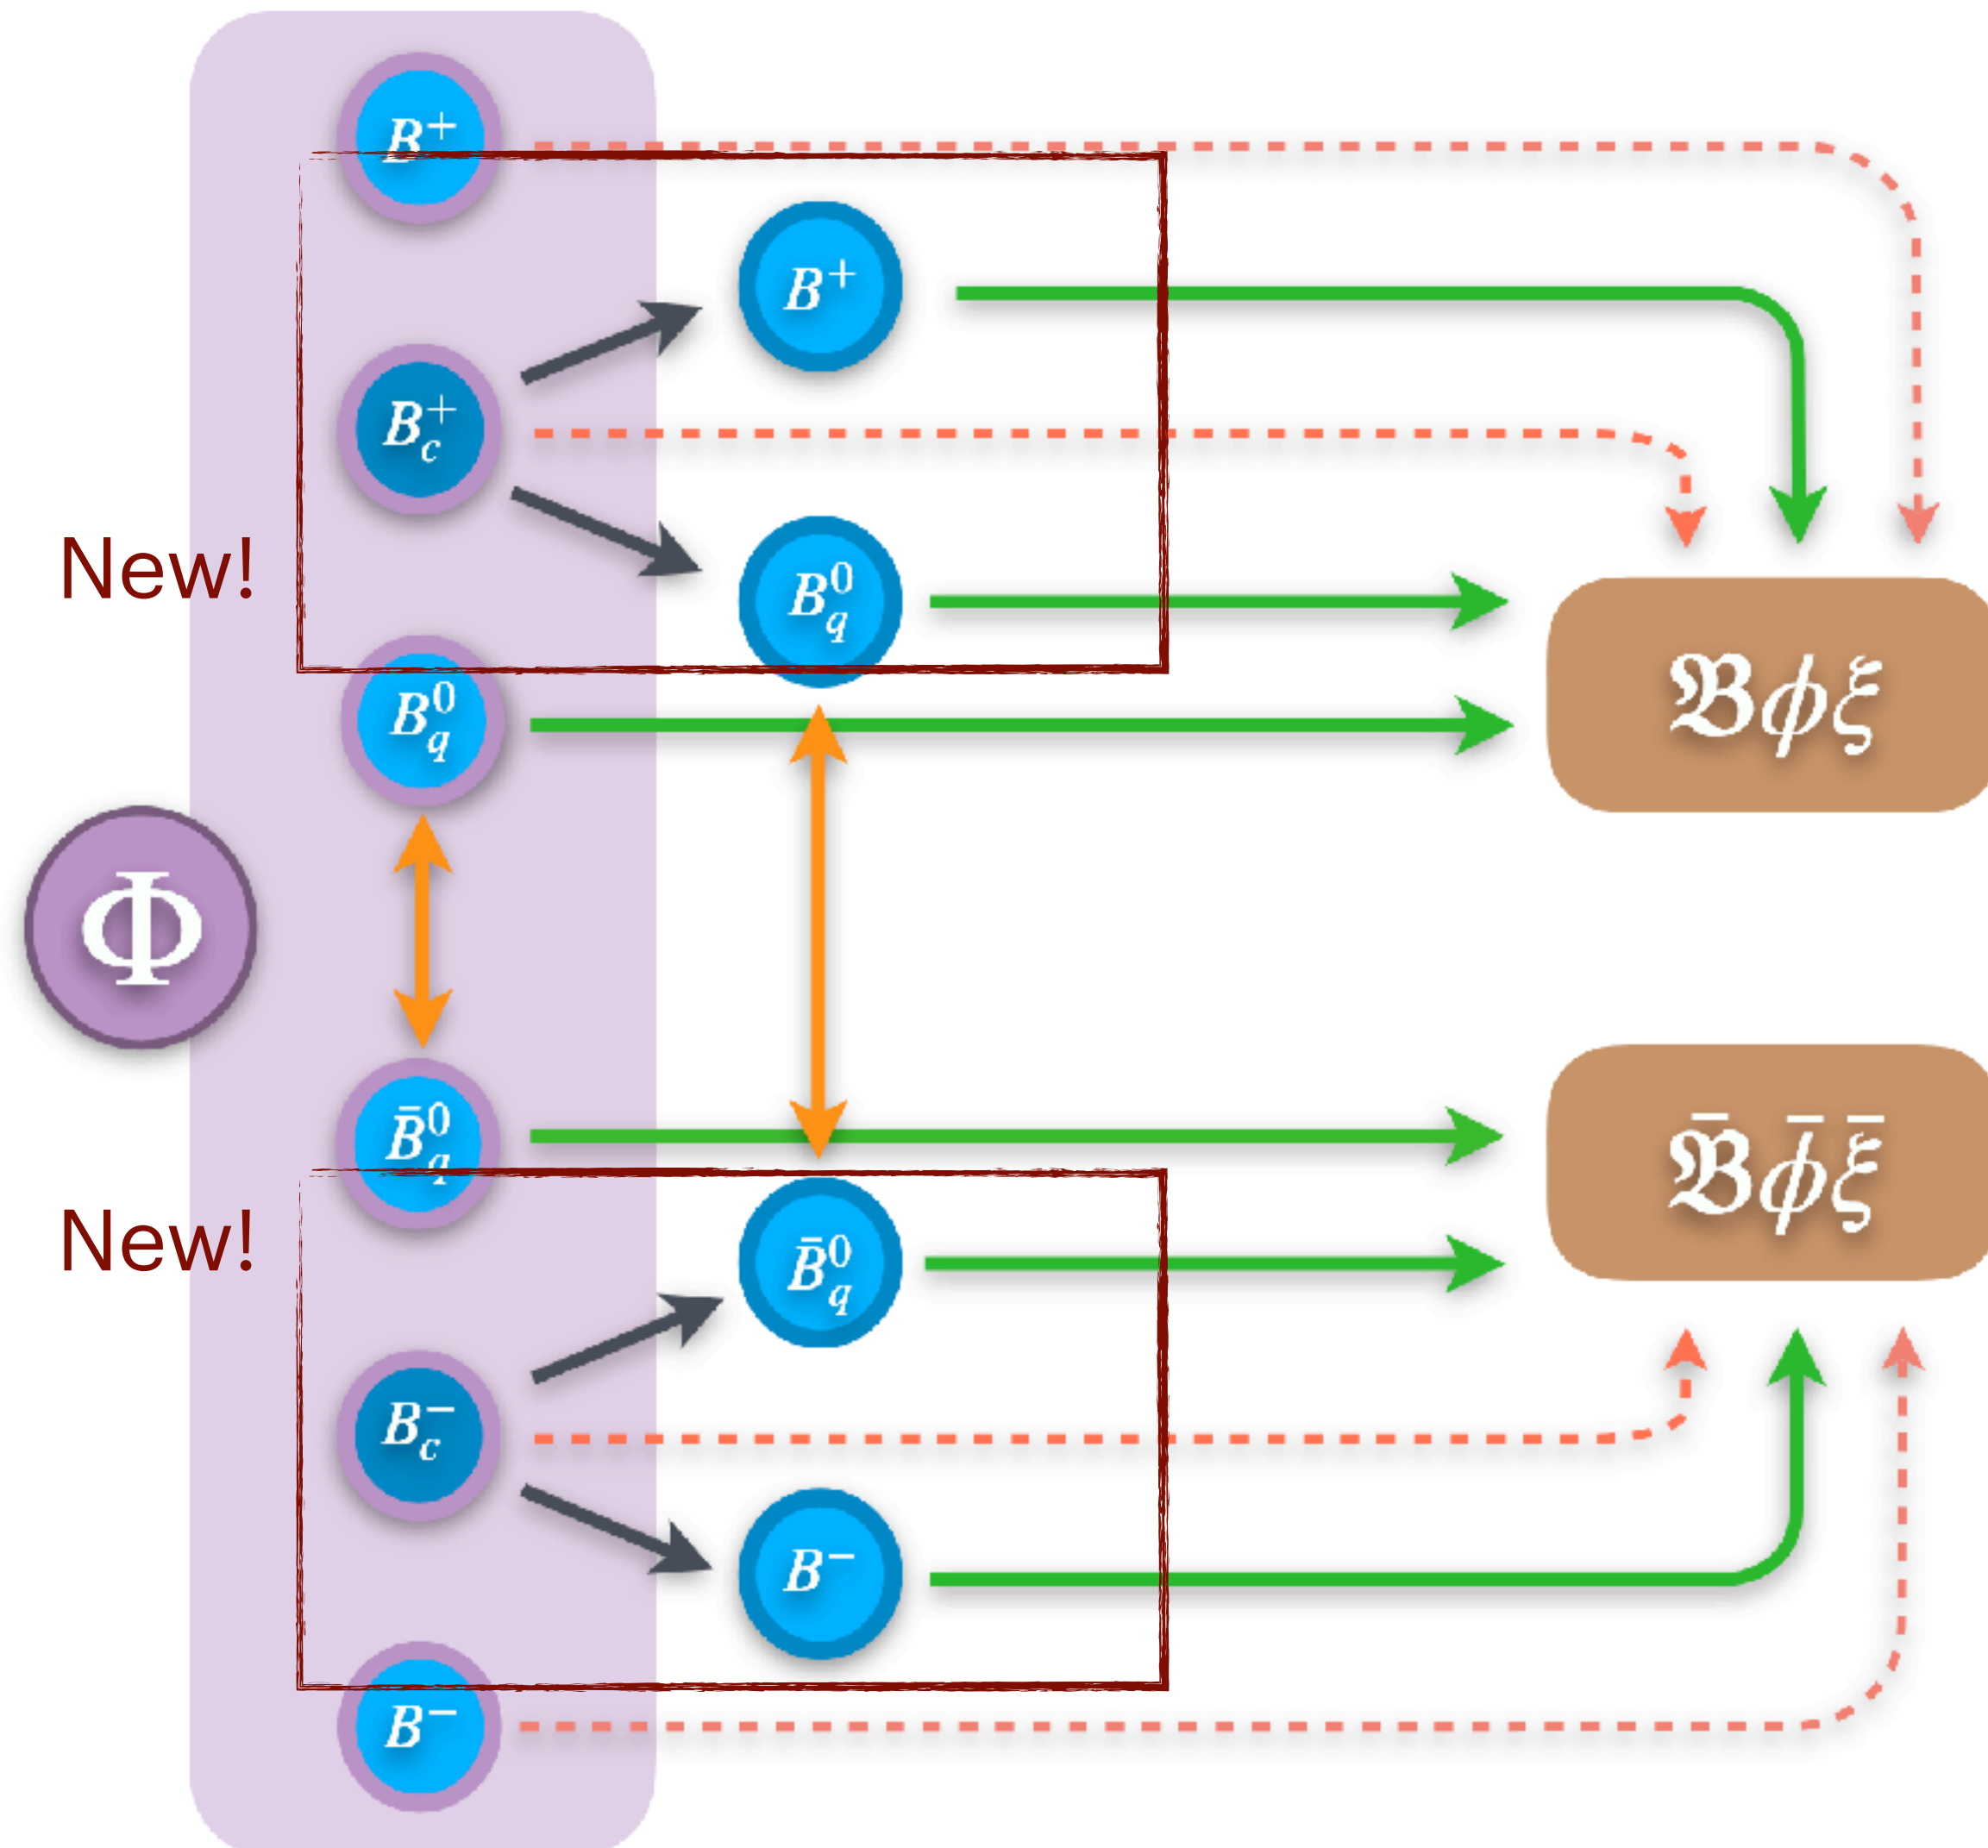 B⁺
B⁺
B_c⁺
New!
B_q⁰
B_q⁰
𝔅ϕξ
Φ
B̄_q⁰
𝔅̄ϕ̄ξ̄
New!
B̄_q⁰
B_c⁻
B⁻
B⁻